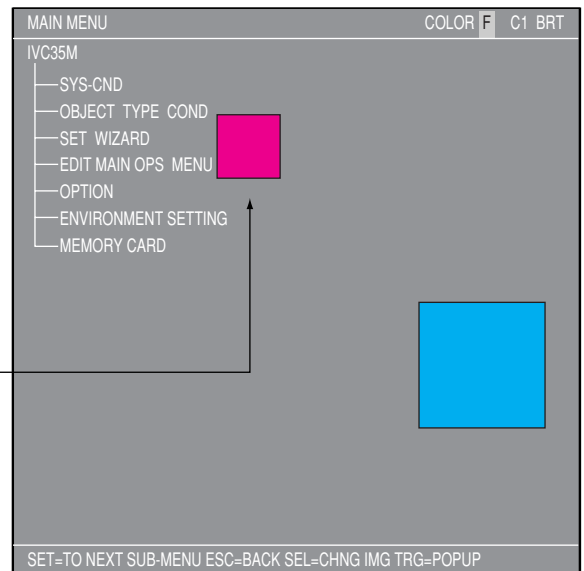 MAIN MENU COLOR F C1 BRT
IVC35M
SYS-CND
OBJECT TYPE COND
SET WIZARD
EDIT MAIN OPS MENU
OPTION
ENVIRONMENT SETTING
MEMORY CARD
SET=TO NEXT SUB-MENU ESC=BACK SEL=CHNG IMG TRG=POPUP